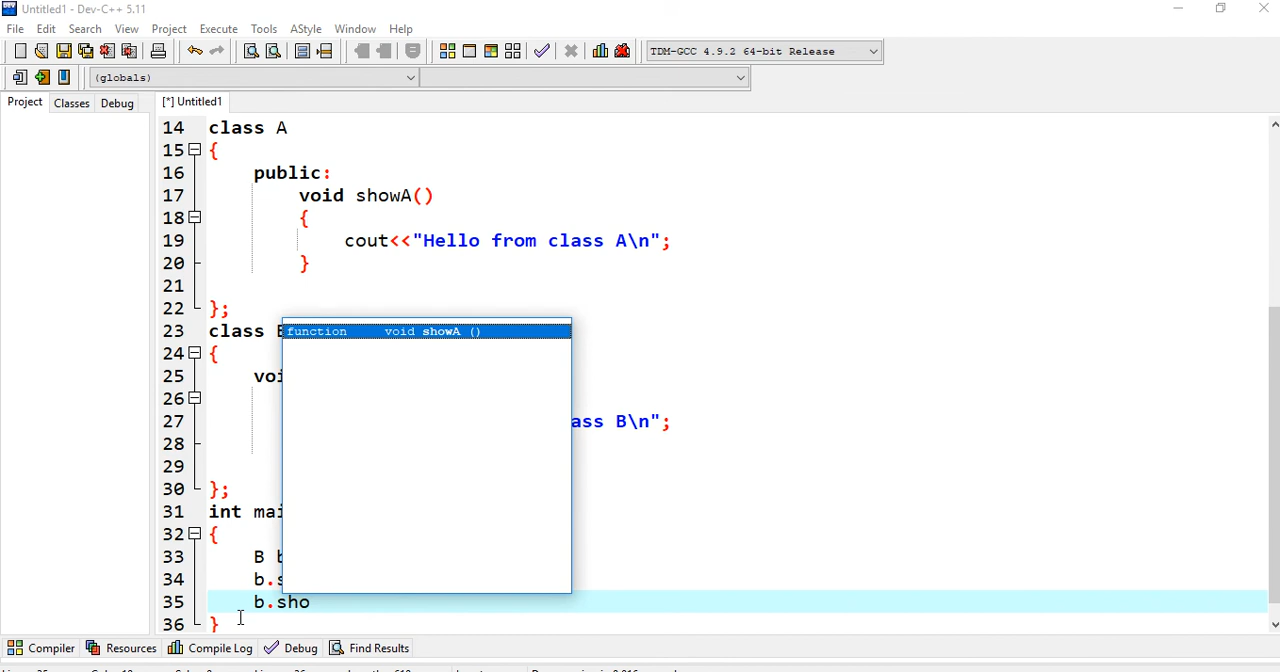 Untitled1 - Dev-C++ 5.11
File Edit Search View Project Execute Tools AStyle Window Help
TDM-GCC 4.9.2 64-bit Release
(globals)
Project Classes Debug [*] Untitled1
14 class A
15 {
16 public:
17 void showA()
18 {
19 cout<<"Hello from class A\n";
20 }
21
22 };
23 class
function void showA ()
24 {
25 voi
26
27 ass B\n";
28
29
30 };
31 int mai
32 {
33 B b
34 b.s
35 b.sho
36 }
Compiler Resources Compile Log Debug Find Results